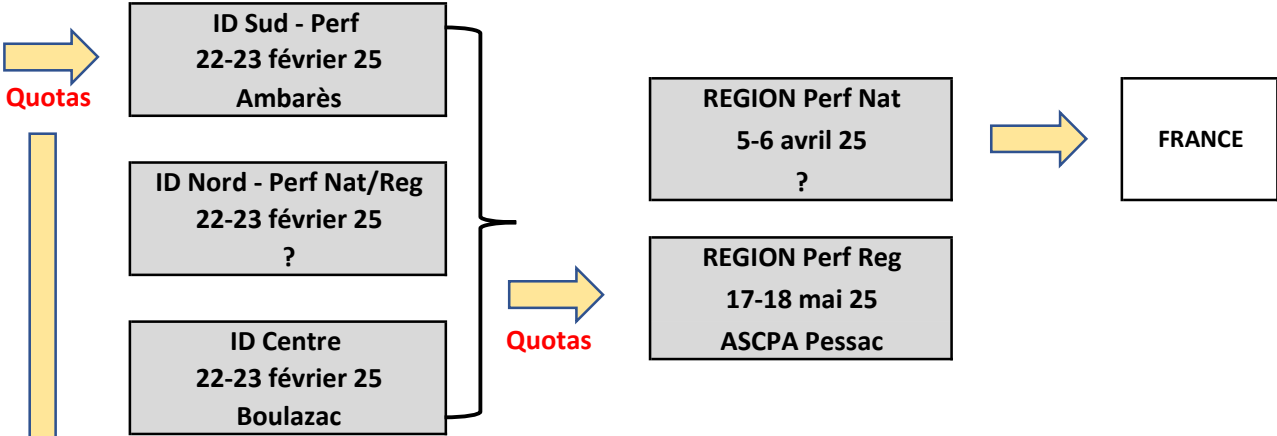 ID Sud - Perf
22-23 février 25
Ambarès
Quotas
ID Nord - Perf Nat/Reg
22-23 février 25
?
ID Centre
22-23 février 25
Boulazac
Quotas
REGION Perf Nat
5-6 avril 25
?
REGION Perf Reg
17-18 mai 25
ASCPA Pessac
FRANCE